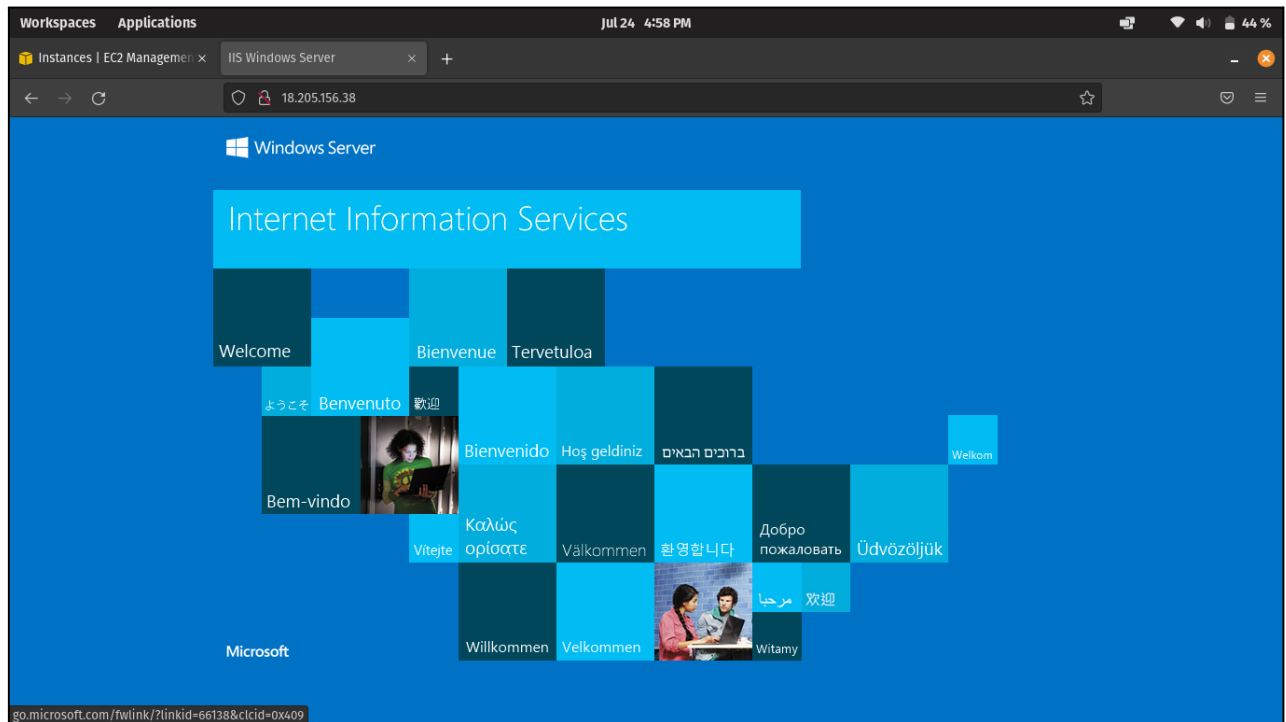 Workspaces Applications Jul 24 4:58 PM 44 %
Instances | EC2 Managemen IIS Windows Server
18.205.156.38
Windows Server
Internet Information Services
Welcome
Bienvenue
Tervetuloa
ようこそ
Benvenuto
歡迎
Bienvenido
Hoş geldiniz
ברוכים הבאים
Welkom
Bem-vindo
Vítejte
Καλώς
ορίσατε
Välkommen
환영합니다
Добро
пожаловать
Üdvözöljük
مرحبا
欢迎
Microsoft
Willkommen
Velkommen
Witamy
go.microsoft.com/fwlink/?linkid=66138&clcid=0x409